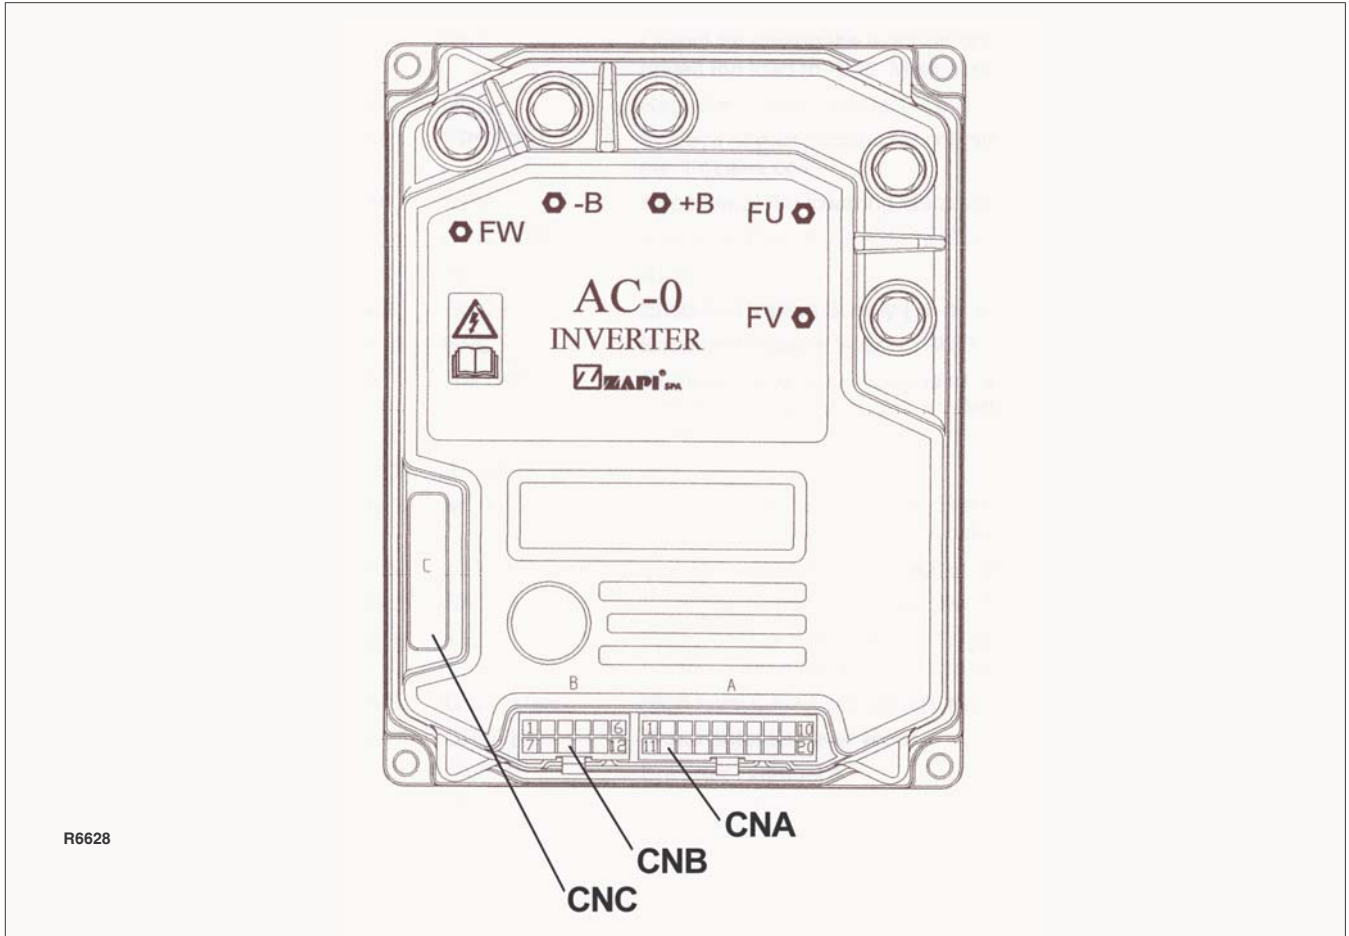 -B +B FU
FW
AC-0
INVERTER
FV
ZAPI® SPA
C
B A
1 6 1 10
7 12 11 20
R6628
CNA
CNB
CNC